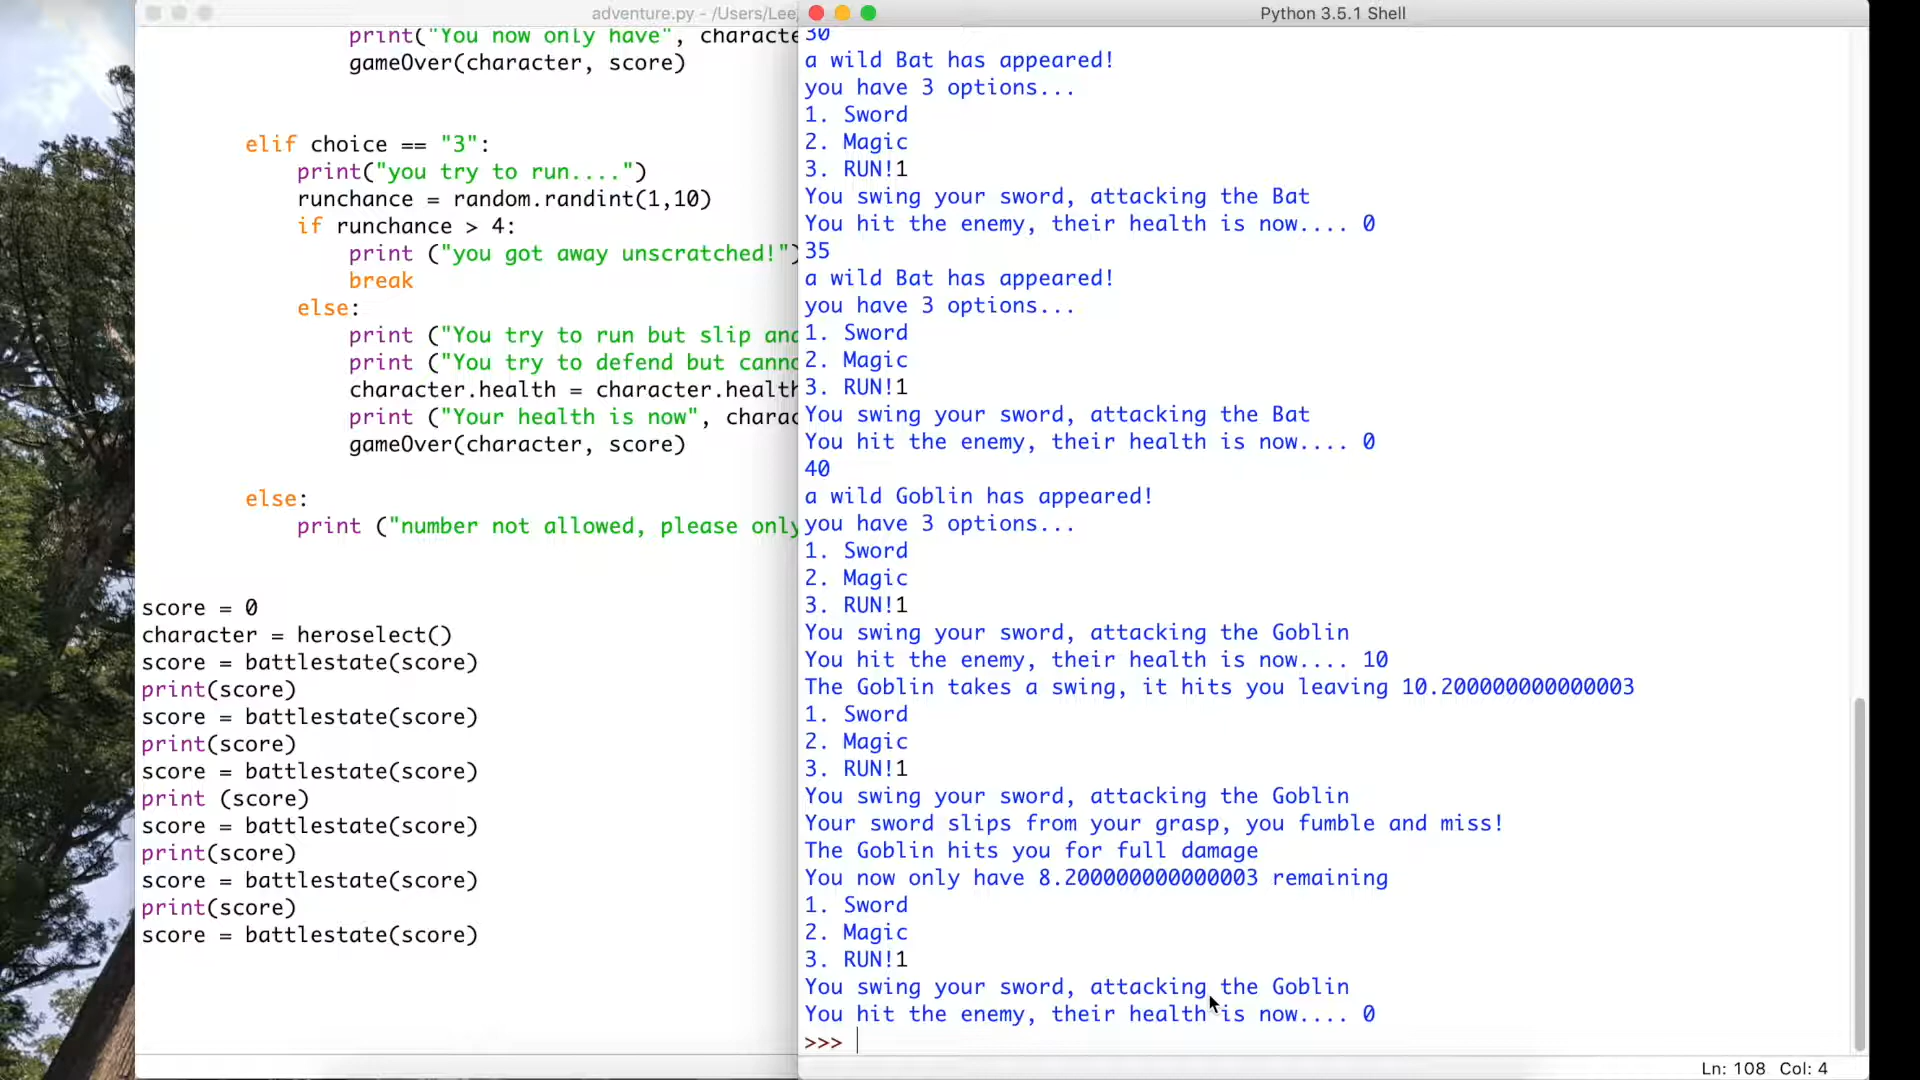 adventure.py - /Users/Lee
print("You now only have", characte
gameOver(character, score)
elif choice == "3":
print("you try to run....")
runchance = random.randint(1,10)
if runchance > 4:
print ("you got away unscratched!")
break
else:
print ("You try to run but slip and
print ("You try to defend but canno
character.health = character.health
print ("Your health is now", charac
gameOver(character, score)
else:
print ("number not allowed, please only
score = 0
character = heroselect()
score = battlestate(score)
print(score)
score = battlestate(score)
print(score)
score = battlestate(score)
print (score)
score = battlestate(score)
print(score)
score = battlestate(score)
print(score)
score = battlestate(score)
Python 3.5.1 Shell
30
a wild Bat has appeared!
you have 3 options...
1. Sword
2. Magic
3. RUN!1
You swing your sword, attacking the Bat
You hit the enemy, their health is now.... 0
35
a wild Bat has appeared!
you have 3 options...
1. Sword
2. Magic
3. RUN!1
You swing your sword, attacking the Bat
You hit the enemy, their health is now.... 0
40
a wild Goblin has appeared!
you have 3 options...
1. Sword
2. Magic
3. RUN!1
You swing your sword, attacking the Goblin
You hit the enemy, their health is now.... 10
The Goblin takes a swing, it hits you leaving 10.200000000000003
1. Sword
2. Magic
3. RUN!1
You swing your sword, attacking the Goblin
Your sword slips from your grasp, you fumble and miss!
The Goblin hits you for full damage
You now only have 8.200000000000003 remaining
1. Sword
2. Magic
3. RUN!1
You swing your sword, attacking the Goblin
You hit the enemy, their health is now.... 0
>>>
Ln: 108 Col: 4